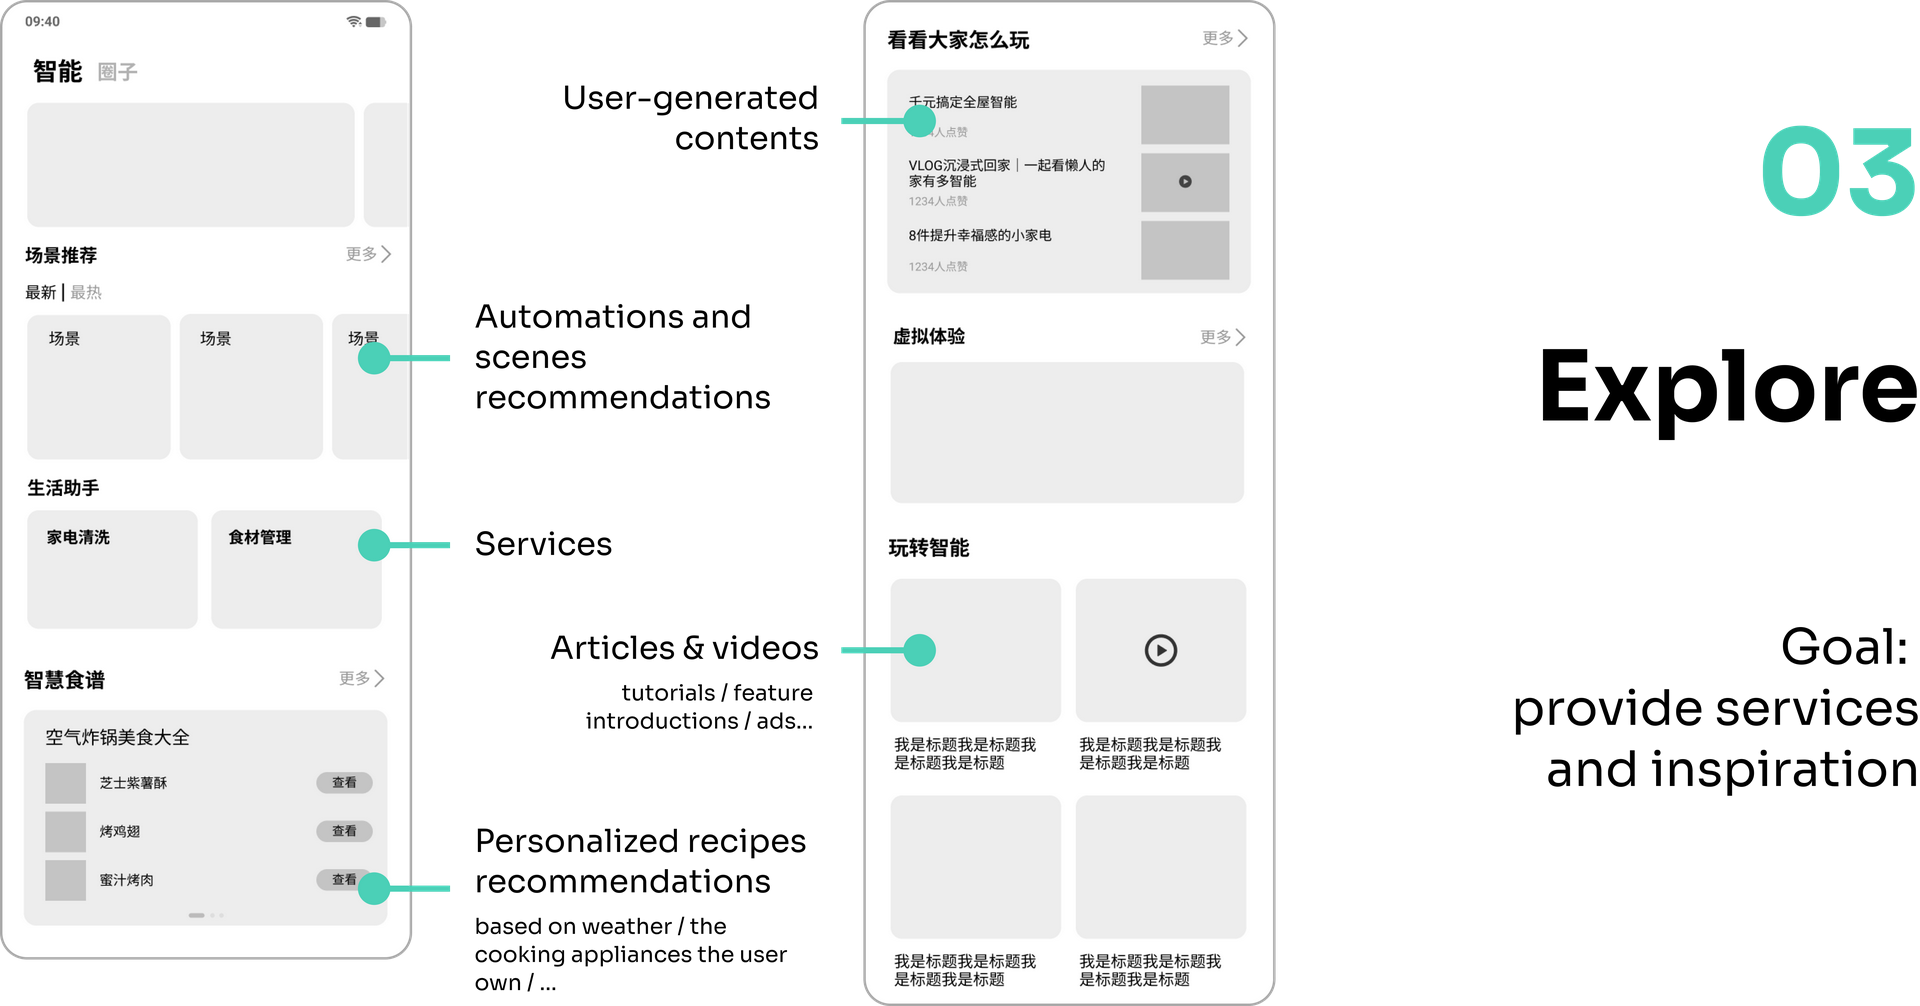 09:40
智能 圈子
场景推荐 更多
最新 | 最热
场景 场景 场景
生活助手
家电清洗 食材管理
智慧食谱 更多
空气炸锅美食大全
芝士紫薯酥 查看
烤鸡翅 查看
蜜汁烤肉 查看
User-generated
contents
Automations and
scenes
recommendations
Services
Articles & videos
tutorials / feature
introductions / ads...
Personalized recipes
recommendations
based on weather / the
cooking appliances the user
own / ...
看看大家怎么玩 更多
千元搞定全屋智能
人点赞
VLOG沉浸式回家｜一起看懒人的
家有多智能
1234人点赞
8件提升幸福感的小家电
1234人点赞
虚拟体验 更多
玩转智能
我是标题我是标题我
是标题我是标题
我是标题我是标题我
是标题我是标题
我是标题我是标题我
是标题我是标题
我是标题我是标题我
是标题我是标题
03
Explore
Goal:
provide services
and inspiration